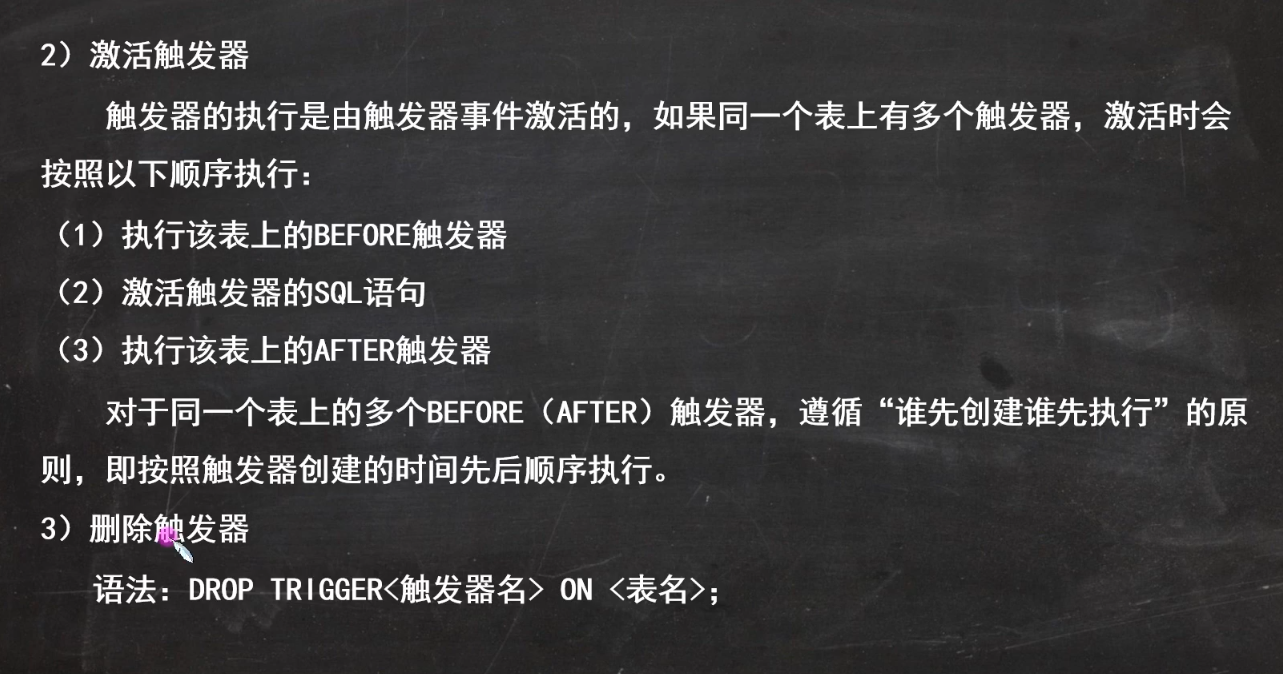 2）激活触发器
触发器的执行是由触发器事件激活的，如果同一个表上有多个触发器，激活时会
按照以下顺序执行：
（1）执行该表上的BEFORE触发器
（2）激活触发器的SQL语句
（3）执行该表上的AFTER触发器
对于同一个表上的多个BEFORE（AFTER）触发器，遵循“谁先创建谁先执行”的原
则，即按照触发器创建的时间先后顺序执行。
3）删除触发器
语法：DROP TRIGGER<触发器名> ON <表名>；